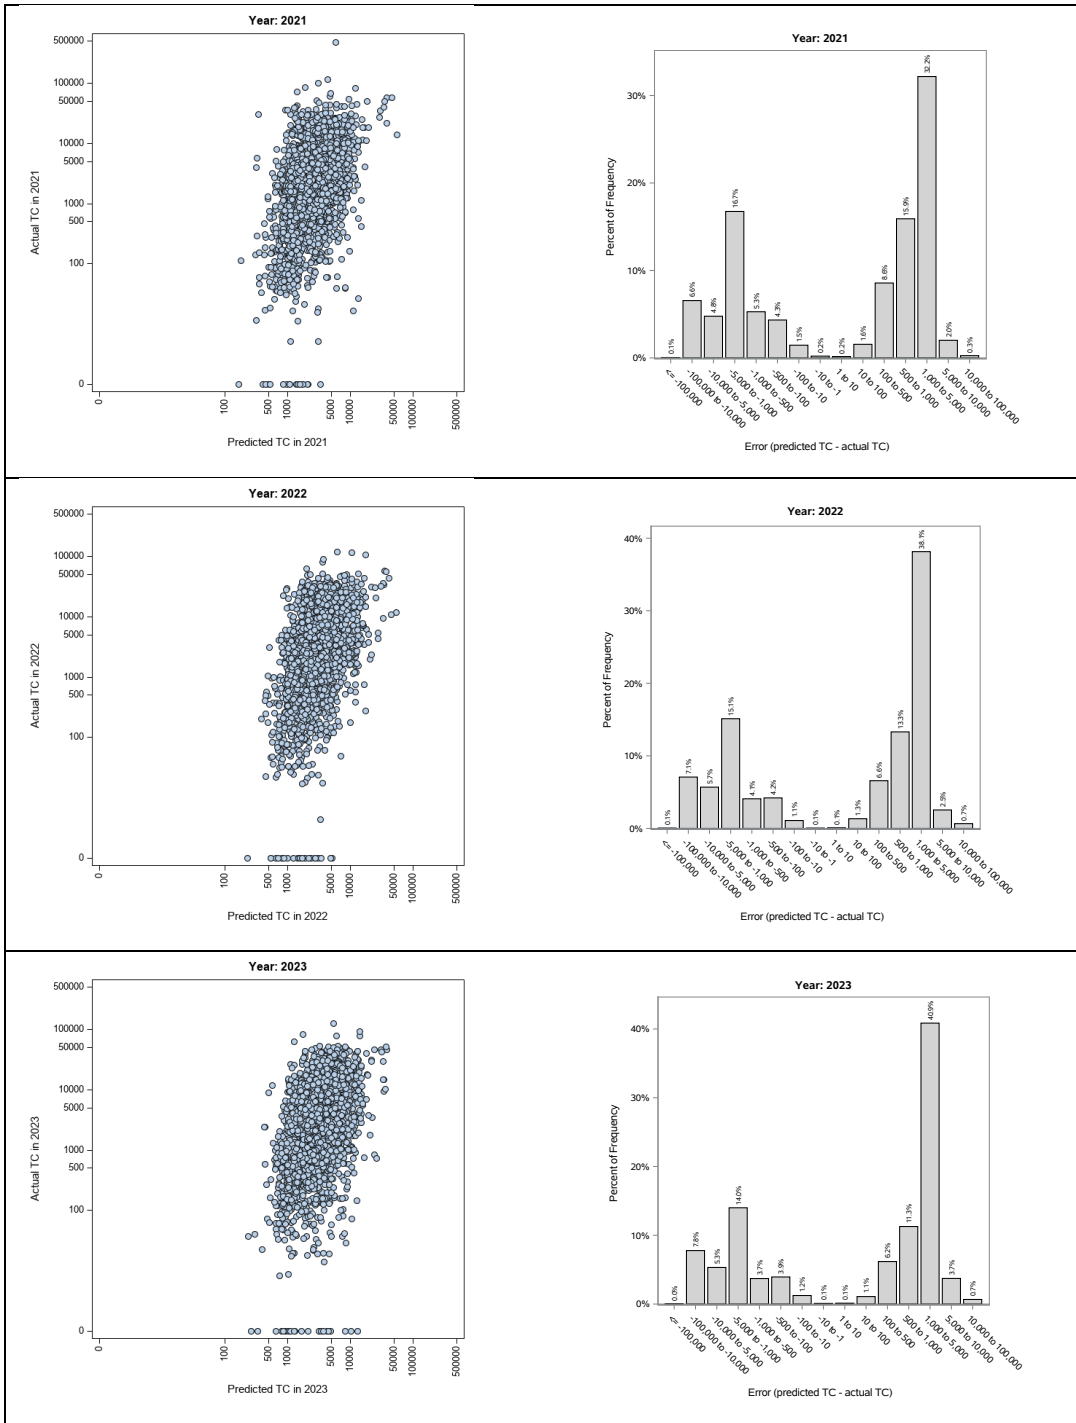 Year: 2021
500000
100000
50000
10000
5000
1000
500
100
0
Actual TC in 2021
0
100
500
1000
5000
10000
50000
100000
500000
Predicted TC in 2021
Year: 2021
30%
20%
10%
0%
Percent of Frequency
0.1%
6.6%
4.8%
16.7%
5.3%
4.3%
1.5%
0.2%
0.2%
1.6%
8.6%
15.9%
32.2%
2.0%
0.3%
<= -100,000
-100,000 to -10,000
-10,000 to -5,000
-5,000 to -1,000
-1,000 to -500
-500 to -100
-100 to -10
-10 to -1
1 to 10
10 to 100
100 to 500
500 to 1,000
1,000 to 5,000
5,000 to 10,000
10,000 to 100,000
Error (predicted TC - actual TC)
Year: 2022
500000
100000
50000
10000
5000
1000
500
100
0
Actual TC in 2022
0
100
500
1000
5000
10000
50000
100000
500000
Predicted TC in 2022
Year: 2022
40%
30%
20%
10%
0%
Percent of Frequency
0.1%
7.1%
5.7%
15.1%
4.1%
4.2%
1.1%
0.1%
0.1%
1.3%
6.6%
13.3%
38.1%
2.5%
0.7%
<= -100,000
-100,000 to -10,000
-10,000 to -5,000
-5,000 to -1,000
-1,000 to -500
-500 to -100
-100 to -10
-10 to -1
1 to 10
10 to 100
100 to 500
500 to 1,000
1,000 to 5,000
5,000 to 10,000
10,000 to 100,000
Error (predicted TC - actual TC)
Year: 2023
500000
100000
50000
10000
5000
1000
500
100
0
Actual TC in 2023
0
100
500
1000
5000
10000
50000
100000
500000
Predicted TC in 2023
Year: 2023
40%
30%
20%
10%
0%
Percent of Frequency
0.0%
7.8%
5.3%
14.0%
3.7%
3.9%
1.2%
0.1%
0.1%
1.1%
6.2%
11.3%
40.9%
3.7%
0.7%
<= -100,000
-100,000 to -10,000
-10,000 to -5,000
-5,000 to -1,000
-1,000 to -500
-500 to -100
-100 to -10
-10 to -1
1 to 10
10 to 100
100 to 500
500 to 1,000
1,000 to 5,000
5,000 to 10,000
10,000 to 100,000
Error (predicted TC - actual TC)